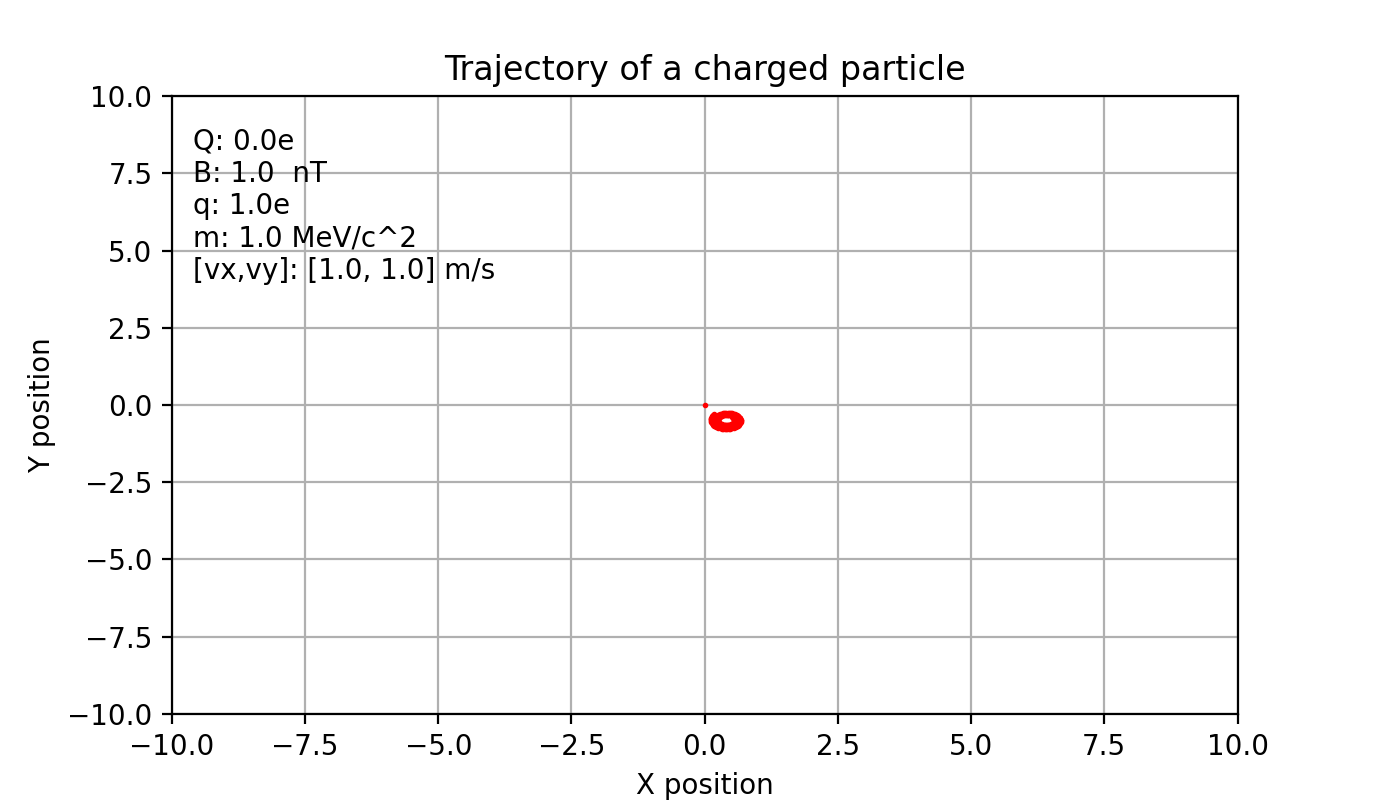 Trajectory of a charged particle
10.0
7.5
5.0
2.5
0.0
−2.5
−5.0
−7.5
−10.0
Q: 0.0e
B: 1.0  nT
q: 1.0e
m: 1.0 MeV/c^2
[vx,vy]: [1.0, 1.0] m/s
Y position
−10.0 −7.5 −5.0 −2.5 0.0 2.5 5.0 7.5 10.0
X position